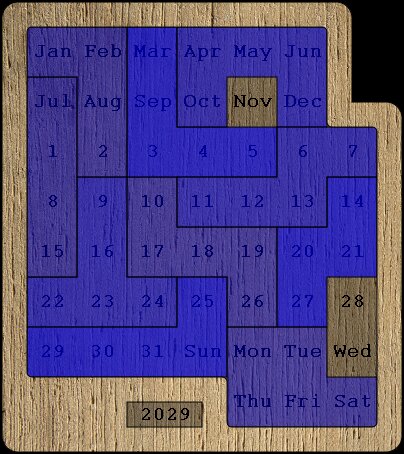 Jan Feb Mar Apr May Jun
Jul Aug Sep Oct Nov Dec
1 2 3 4 5 6 7
8 9 10 11 12 13 14
15 16 17 18 19 20 21
22 23 24 25 26 27 28
29 30 31 Sun Mon Tue Wed
Thu Fri Sat
2029